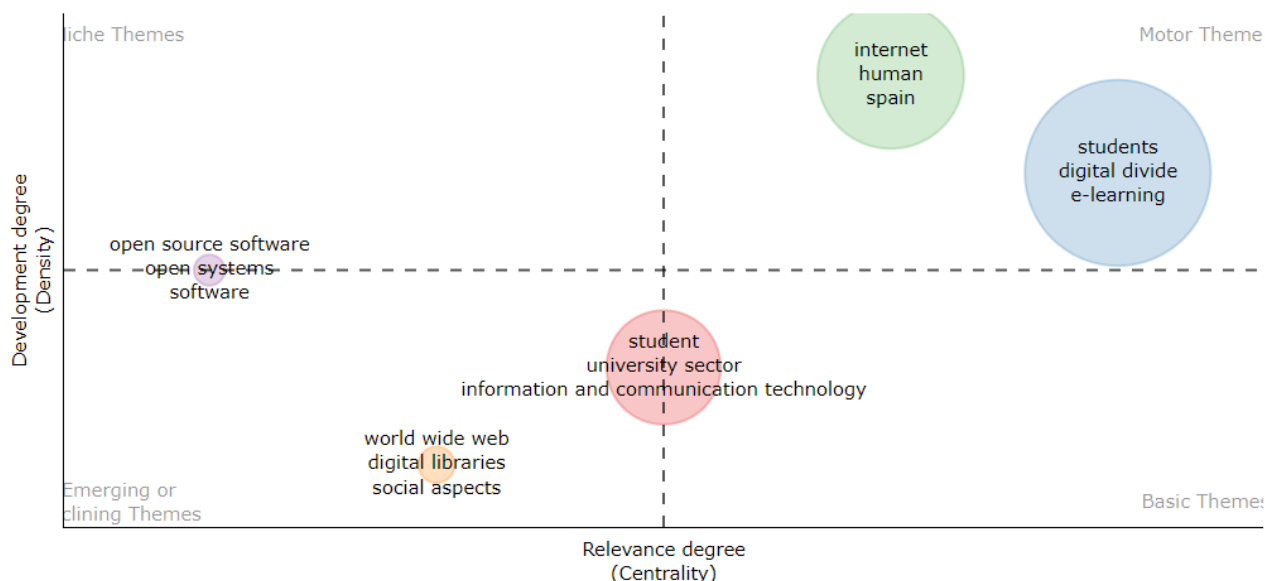 liche Themes
Motor Theme
internet
human
spain
students
digital divide
e-learning
open source software
open systems
software
Development degree
(Density)
student
university sector
information and communication technology
world wide web
digital libraries
social aspects
Emerging or
clining Themes
Basic Themes
Relevance degree
(Centrality)